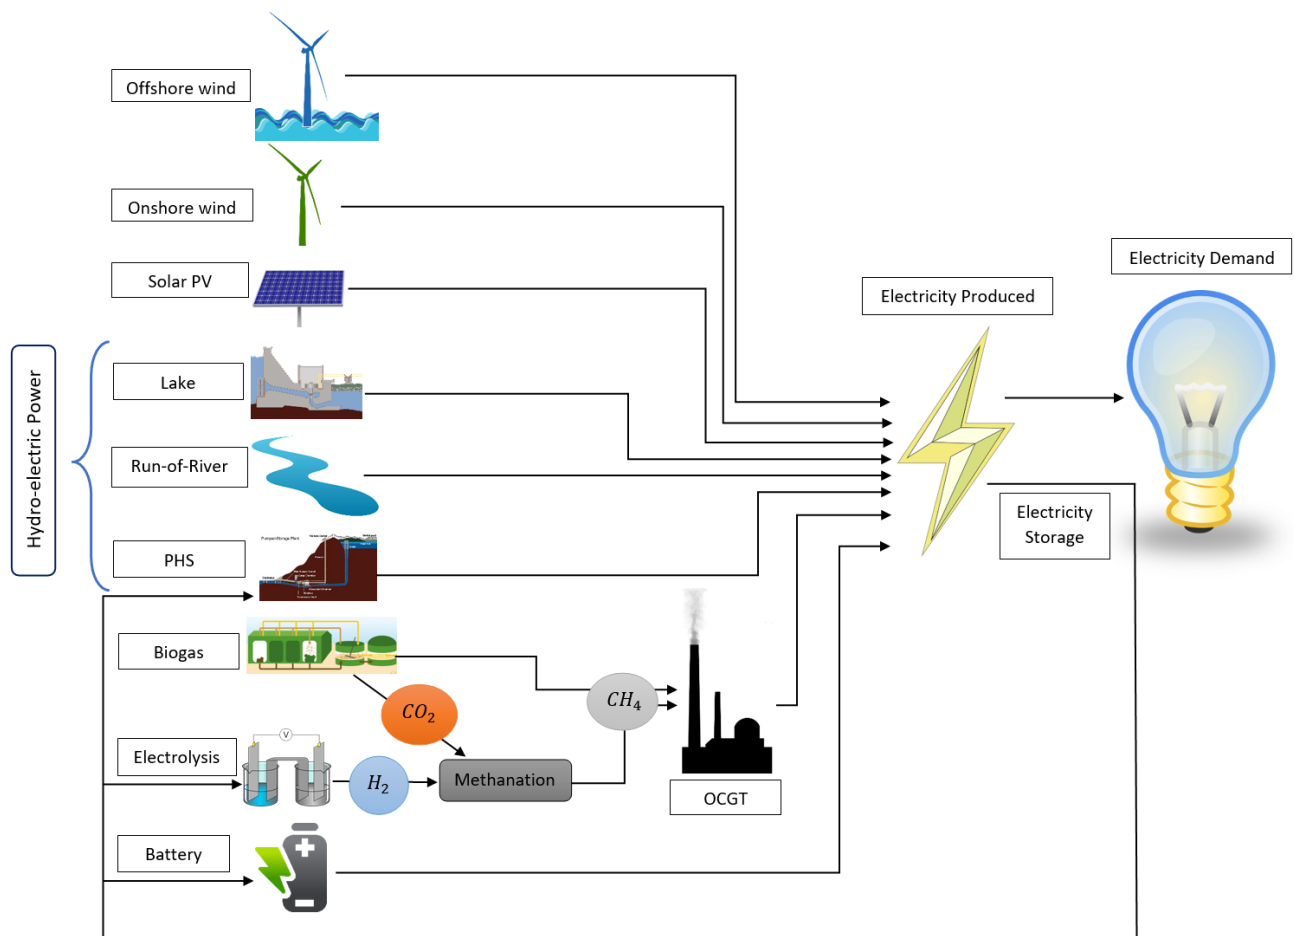 Offshore wind
Onshore wind
Solar PV
Electricity Demand
Electricity Produced
Hydro-electric Power
Lake
Run-of-River
Electricity
Storage
PHS
Biogas
CO₂
CH₄
Electrolysis
V
H₂
Methanation
OCGT
Battery